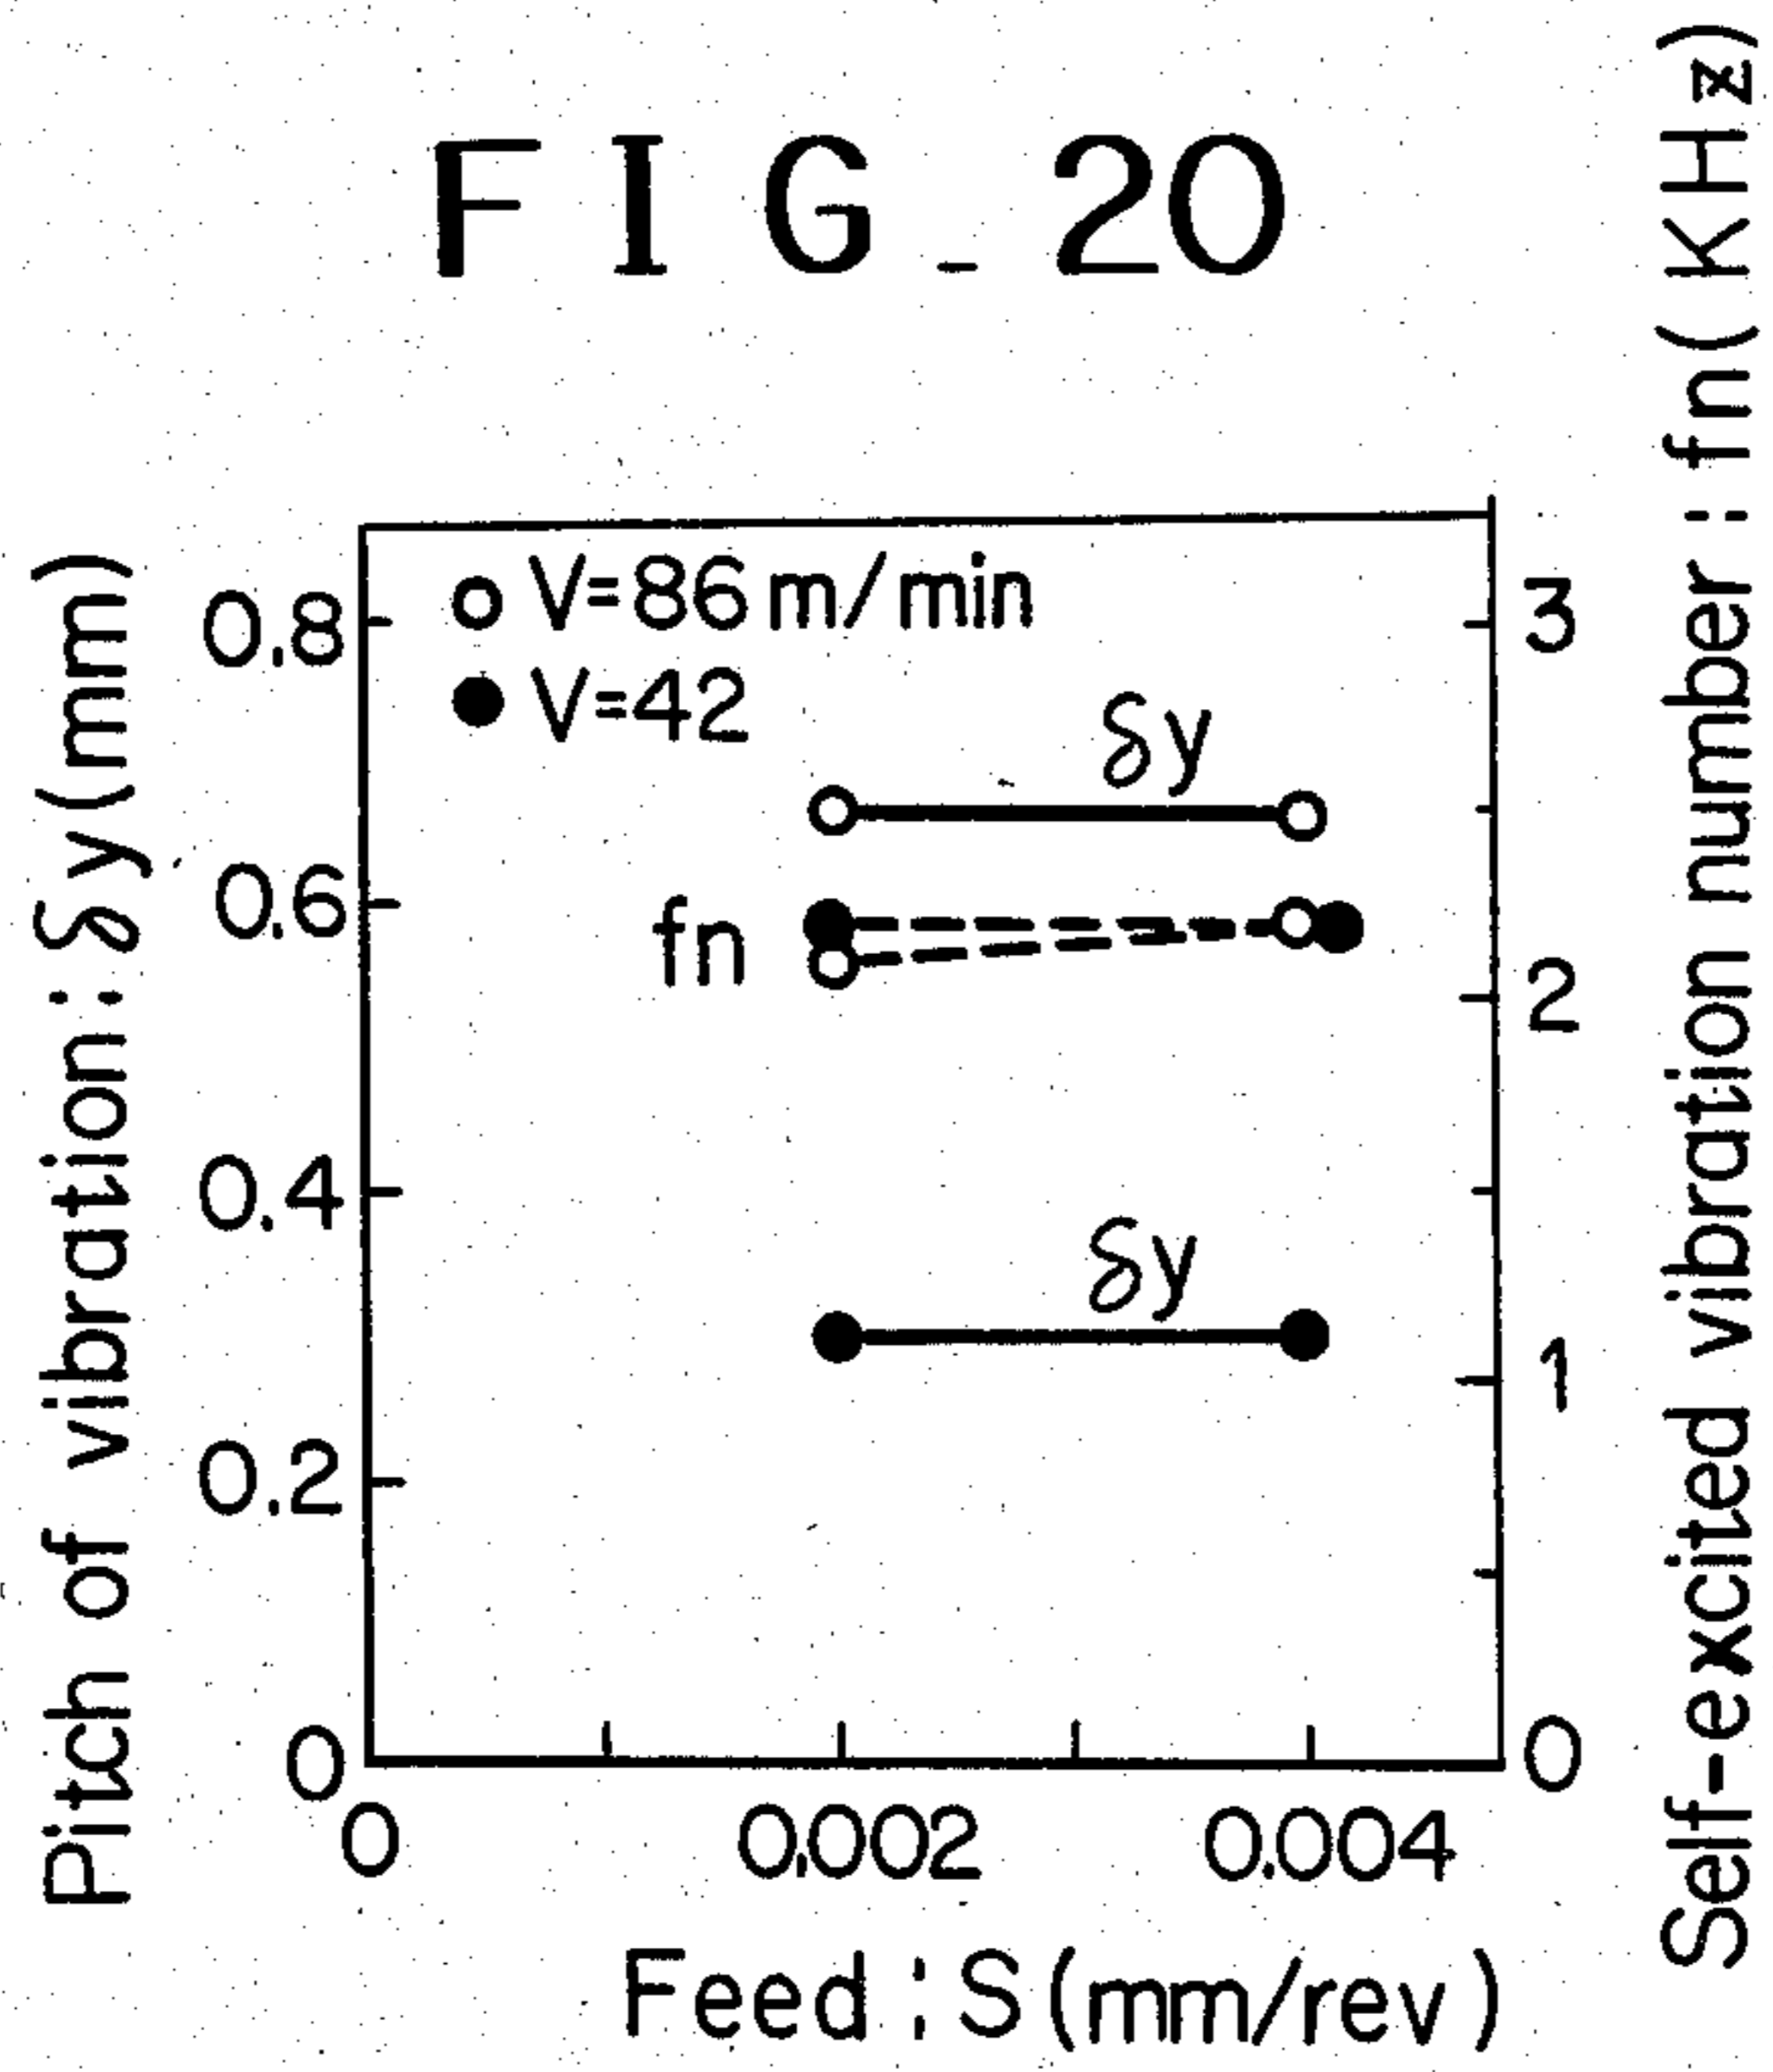 FIG_20
Self-excited vibration number : fn(KHz)
Pitch of vibration : δy(mm)
V=86m/min
V=42
0.8
0.6
0.4
0.2
0
3
2
1
0
δy
fn
δy
0
0.002
0.004
Feed ; S(mm/rev)